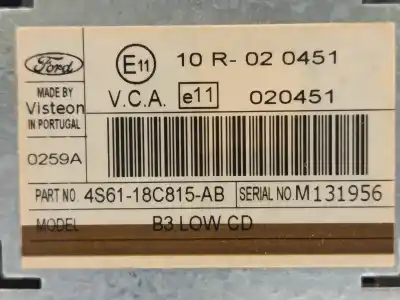 Ford
E11
10 R- 02 0451
MADE BY
Visteon
IN PORTUGAL
V.C.A.
e11
020451
0259A
PART NO. 4S61-18C815-AB
SERIAL NO. M131956
MODEL
B3 LOW CD